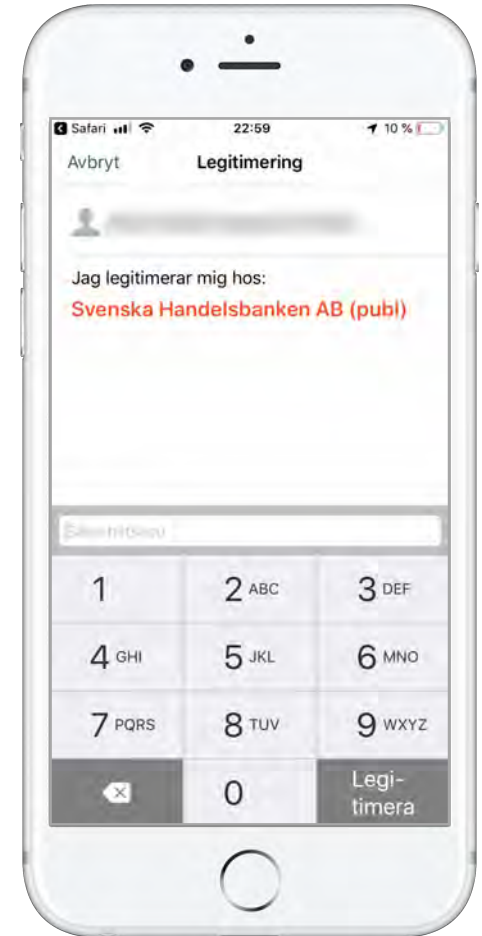 Safari 22:59 10 %
Avbryt Legitimering
Jag legitimerar mig hos:
Svenska Handelsbanken AB (publ)
1 2 ABC 3 DEF
4 GHI 5 JKL 6 MNO
7 PQRS 8 TUV 9 WXYZ
0 Legi-
timera